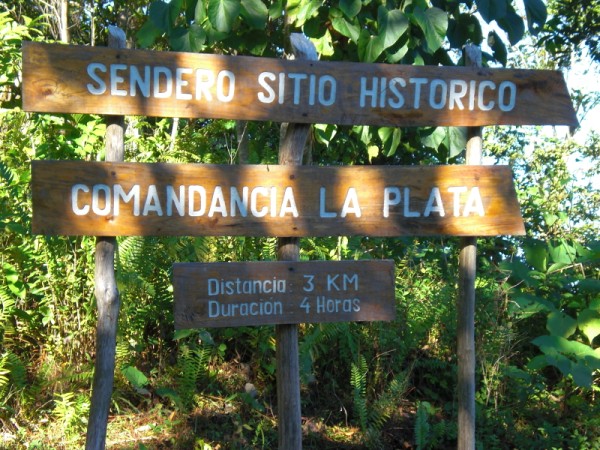 SENDERO SITIO HISTORICO
COMANDANCIA LA PLATA
Distancia: 3 KM
Duración: 4 Horas